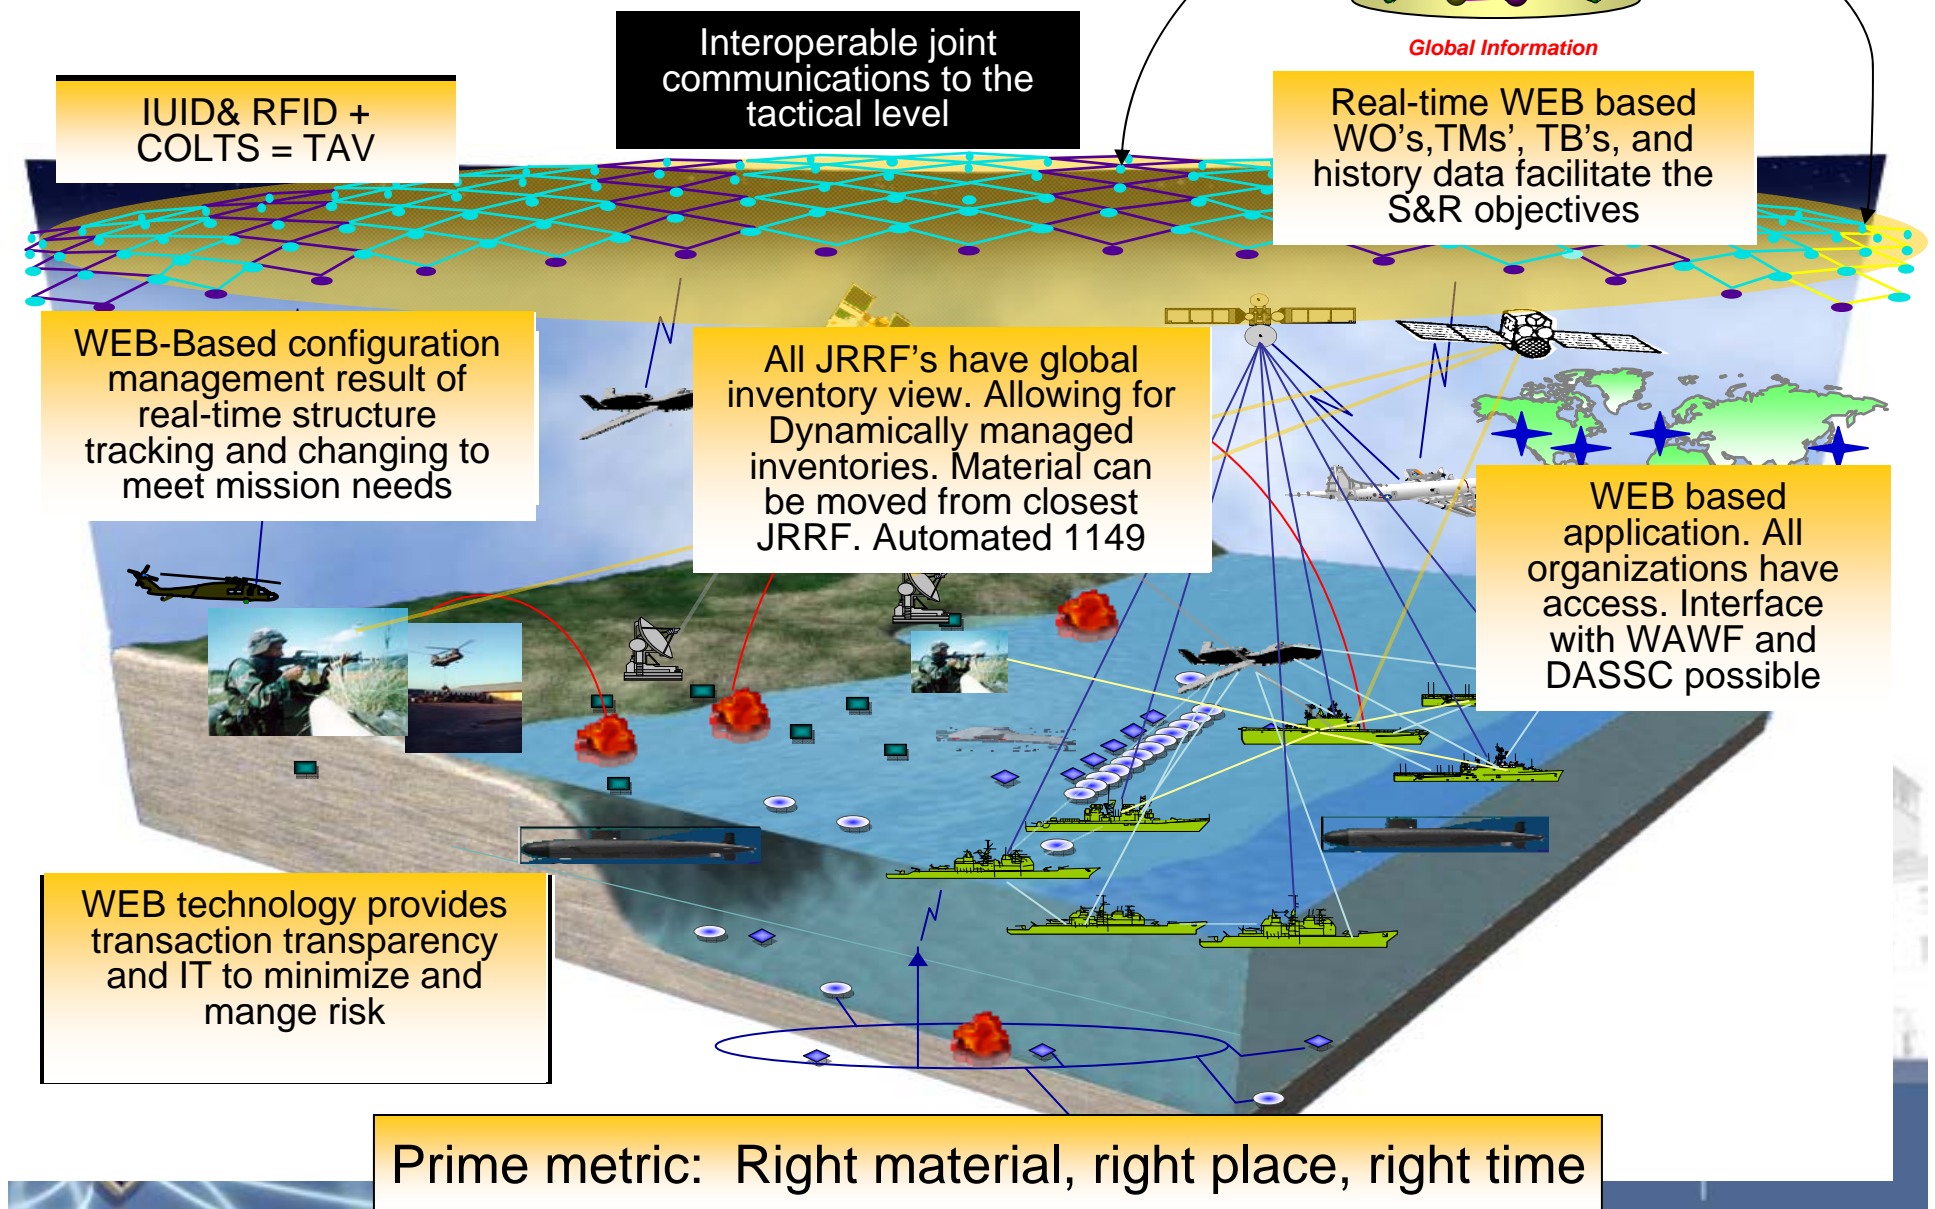 Global Information
Interoperable joint
communications to the
tactical level
IUID& RFID +
COLTS = TAV
Real-time WEB based
WO's,TMs', TB's, and
history data facilitate the
S&R objectives
WEB-Based configuration
management result of
real-time structure
tracking and changing to
meet mission needs
All JRRF's have global
inventory view. Allowing for
Dynamically managed
inventories. Material can
be moved from closest
JRRF. Automated 1149
WEB based
application. All
organizations have
access. Interface
with WAWF and
DASSC possible
WEB technology provides
transaction transparency
and IT to minimize and
mange risk
Prime metric:  Right material, right place, right time